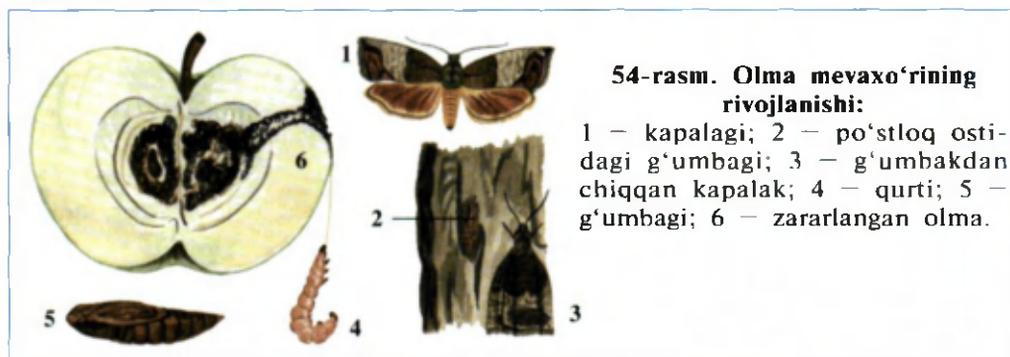 54-rasm. Olma mevaxo‘rining
rivojlanishi:
1 — kapalagi; 2 — po‘stloq osti-
dagi g‘umbagi; 3 — g‘umbakdan
chiqqan kapalak; 4 — qurti; 5 —
g‘umbagi; 6 — zararlangan olma.
1
6
2
5
4
3